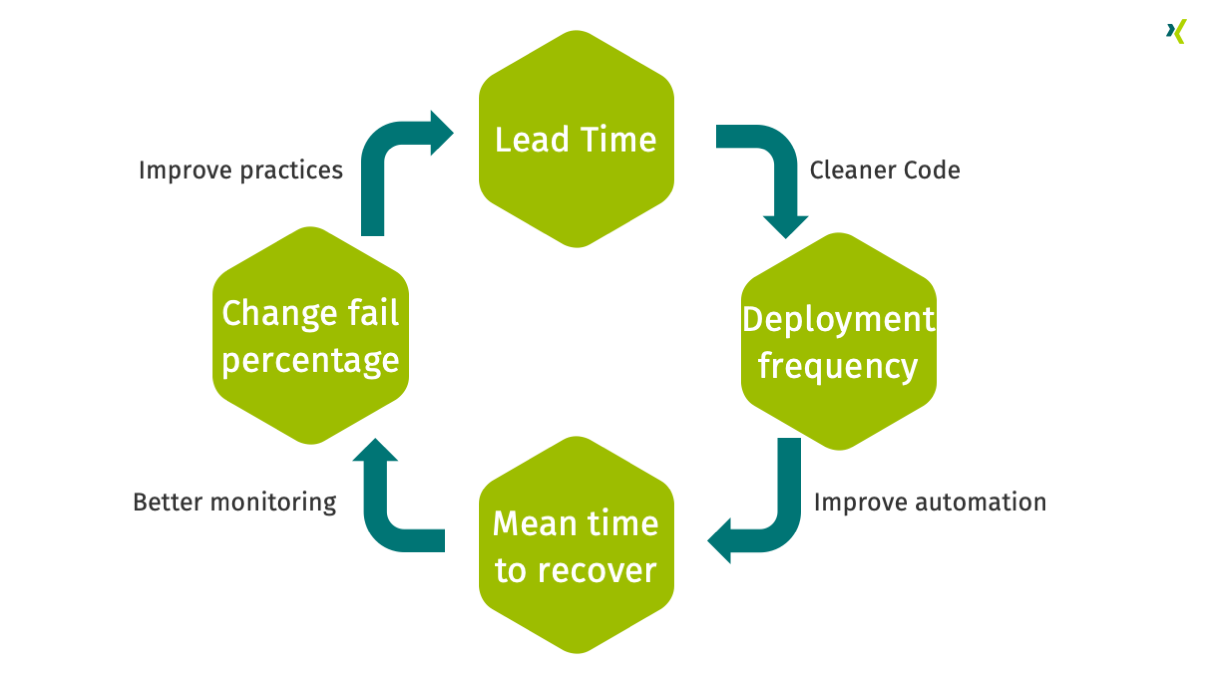 Lead Time
Improve practices
Cleaner Code
Change fail
percentage
Deployment
frequency
Better monitoring
Improve automation
Mean time
to recover